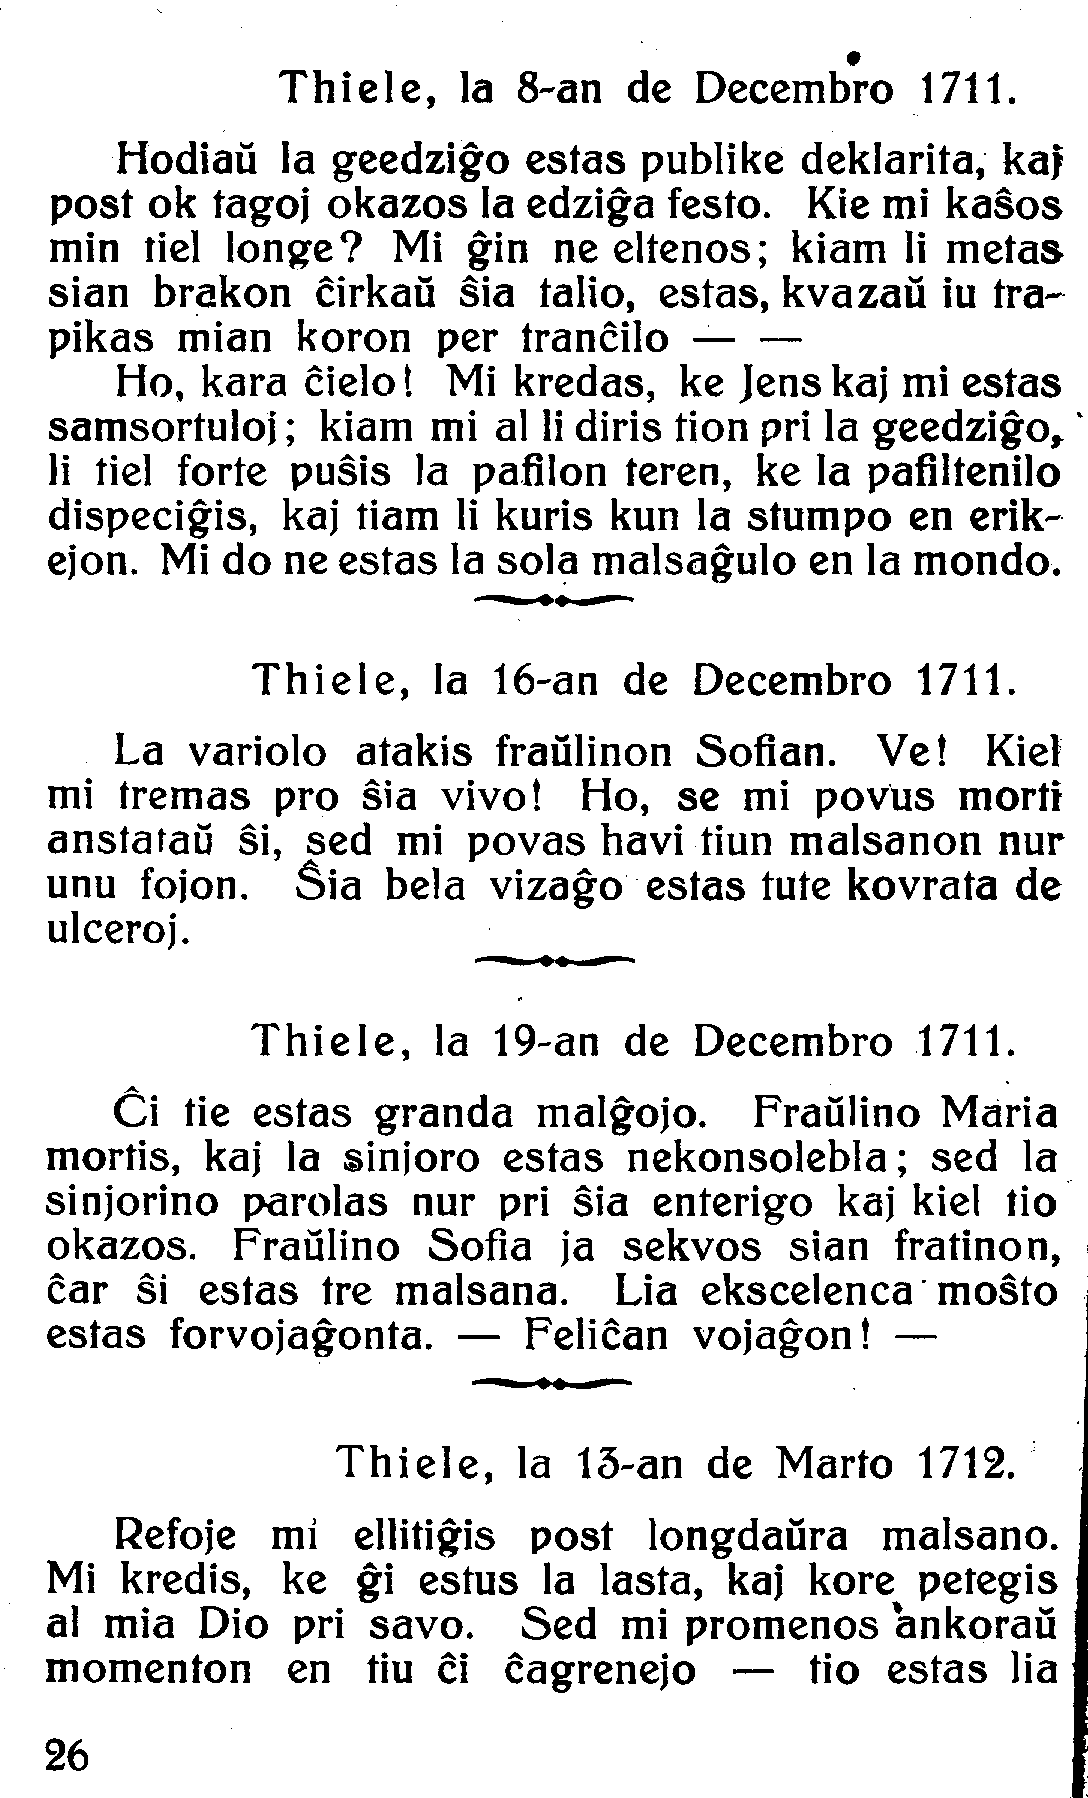 Thiele, la 8-an de Decembro 1711.
Hodiaŭ la geedziĝo estas publike deklarita, kaj
post ok tagoj okazos la edziĝa festo. Kie mi kaŝos
min tiel longe? Mi ĝin ne eltenos; kiam li metas
sian brakon ĉirkaŭ ŝia talio, estas, kvazaŭ iu tra-
pikas mian koron per tranĉilo — —
Ho, kara ĉielo! Mi kredas, ke Jens kaj mi estas
samsortuloj; kiam mi al li diris tion pri la geedziĝo,
li tiel forte puŝis la pafilon teren, ke la pafiltenilo
dispeciĝis, kaj tiam li kuris kun la stumpo en erik-
ejon. Mi do ne estas la sola malsaĝulo en la mondo.
Thiele, la 16-an de Decembro 1711.
La variolo atakis fraŭlinon Sofian. Ve! Kiel
mi tremas pro ŝia vivo! Ho, se mi povus morti
anstataŭ ŝi, sed mi povas havi tiun malsanon nur
unu fojon. Ŝia bela vizaĝo estas tute kovrata de
ulceroj.
Thiele, la 19-an de Decembro 1711.
Ĉi tie estas granda malĝojo. Fraŭlino Maria
mortis, kaj la sinjoro estas nekonsolebla; sed la
sinjorino parolas nur pri ŝia enterigo kaj kiel tio
okazos. Fraŭlino Sofia ja sekvos sian fratinon,
ĉar ŝi estas tre malsana. Lia ekscelenca moŝto
estas forvojaĝonta. — Feliĉan vojaĝon! —
Thiele, la 13-an de Marto 1712.
Refoje mi ellitiĝis post longdaŭra malsano.
Mi kredis, ke ĝi estus la lasta, kaj kore petegis
al mia Dio pri savo. Sed mi promenos ankoraŭ
momenton en tiu ĉi ĉagrenejo — tio estas lia
26